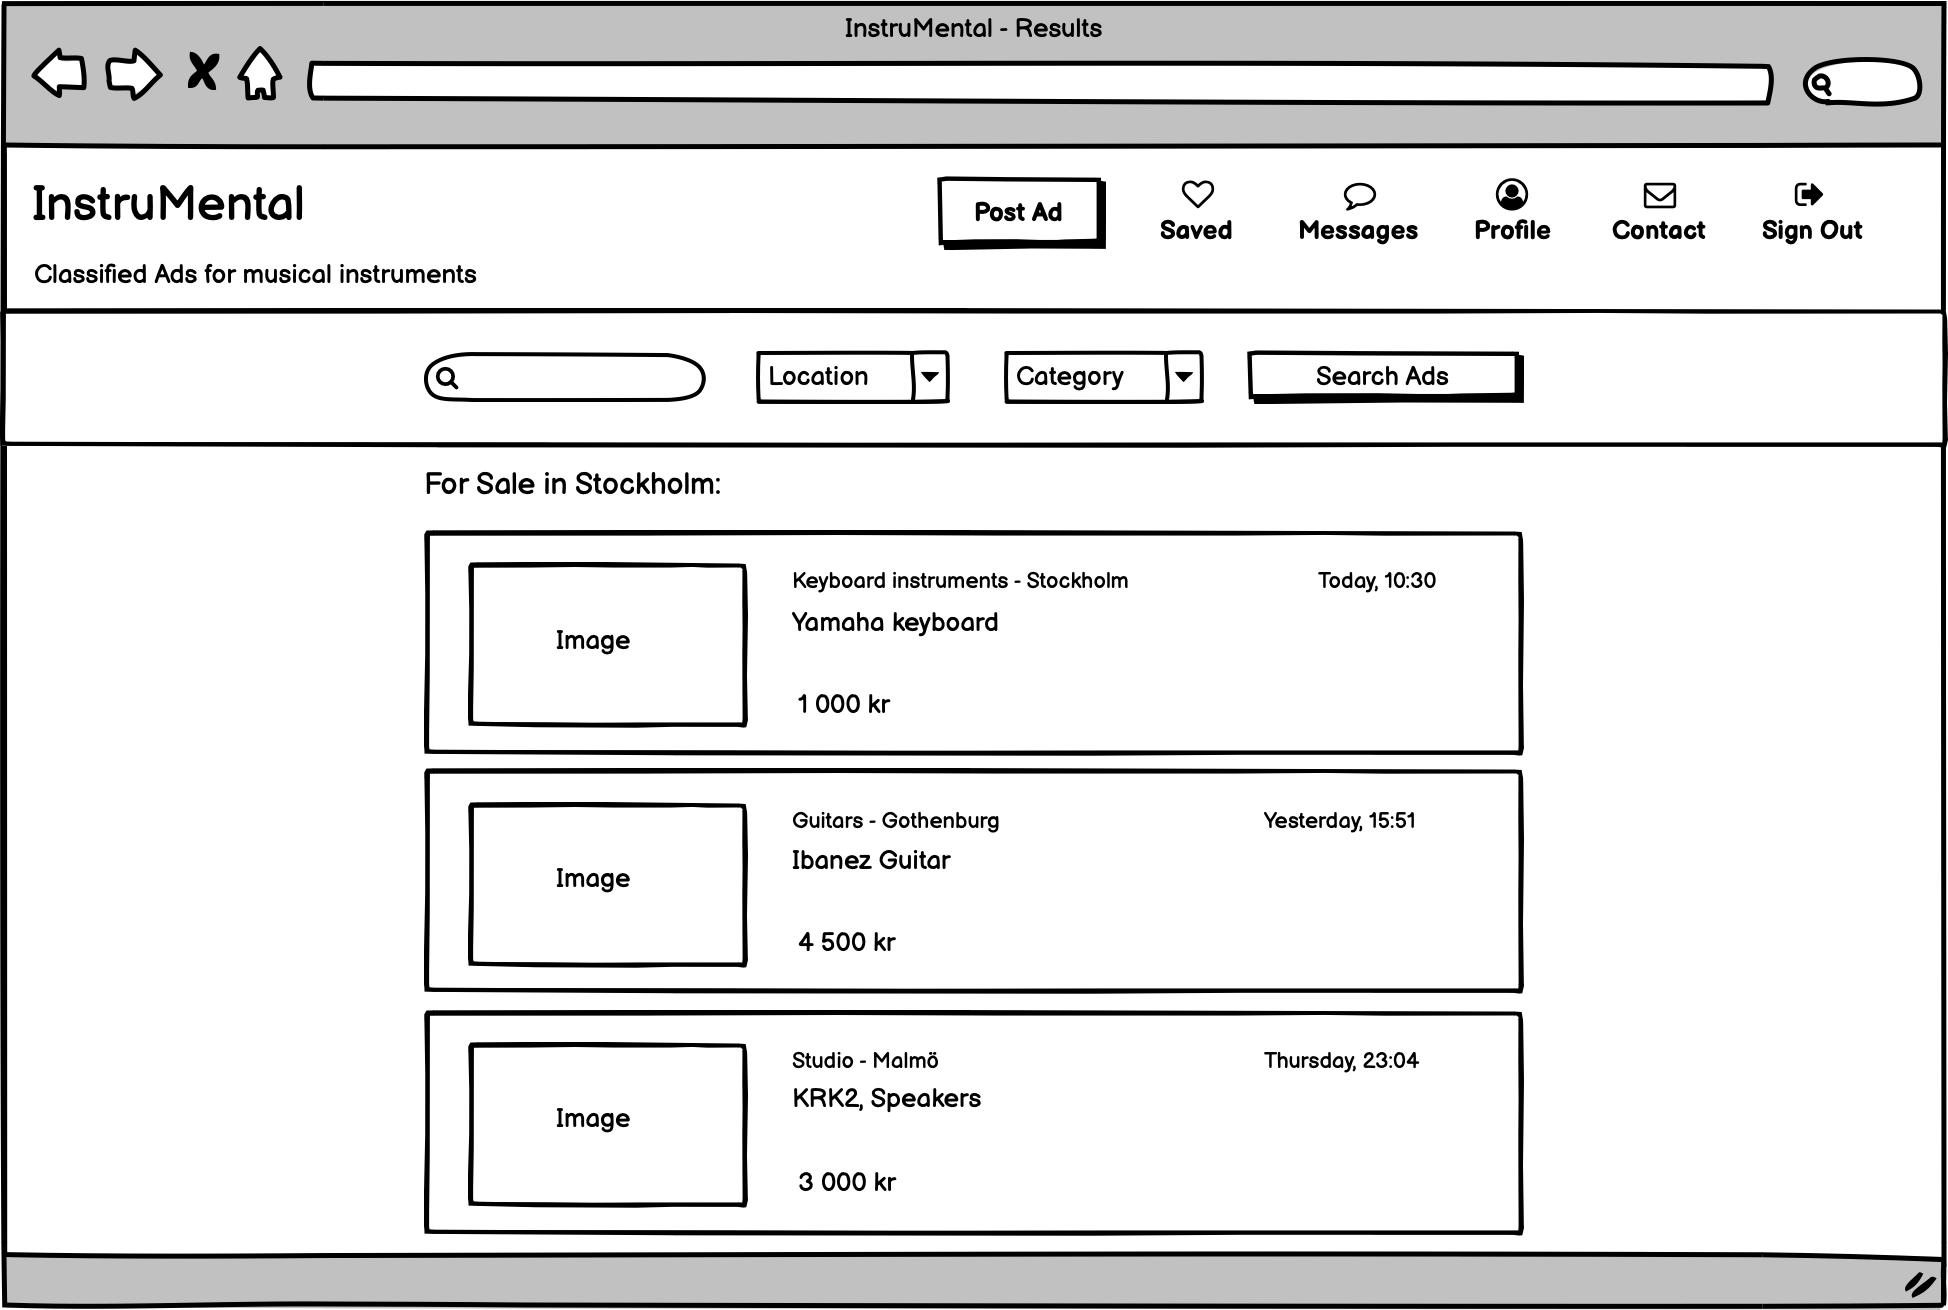 InstruMental - Results
InstruMental
Post Ad
Saved
Messages
Profile
Contact
Sign Out
Classified Ads for musical instruments
Location
Category
Search Ads
For Sale in Stockholm:
Image
Keyboard instruments - Stockholm
Today, 10:30
Yamaha keyboard
1 000 kr
Image
Guitars - Gothenburg
Yesterday, 15:51
Ibanez Guitar
4 500 kr
Image
Studio - Malmö
Thursday, 23:04
KRK2, Speakers
3 000 kr